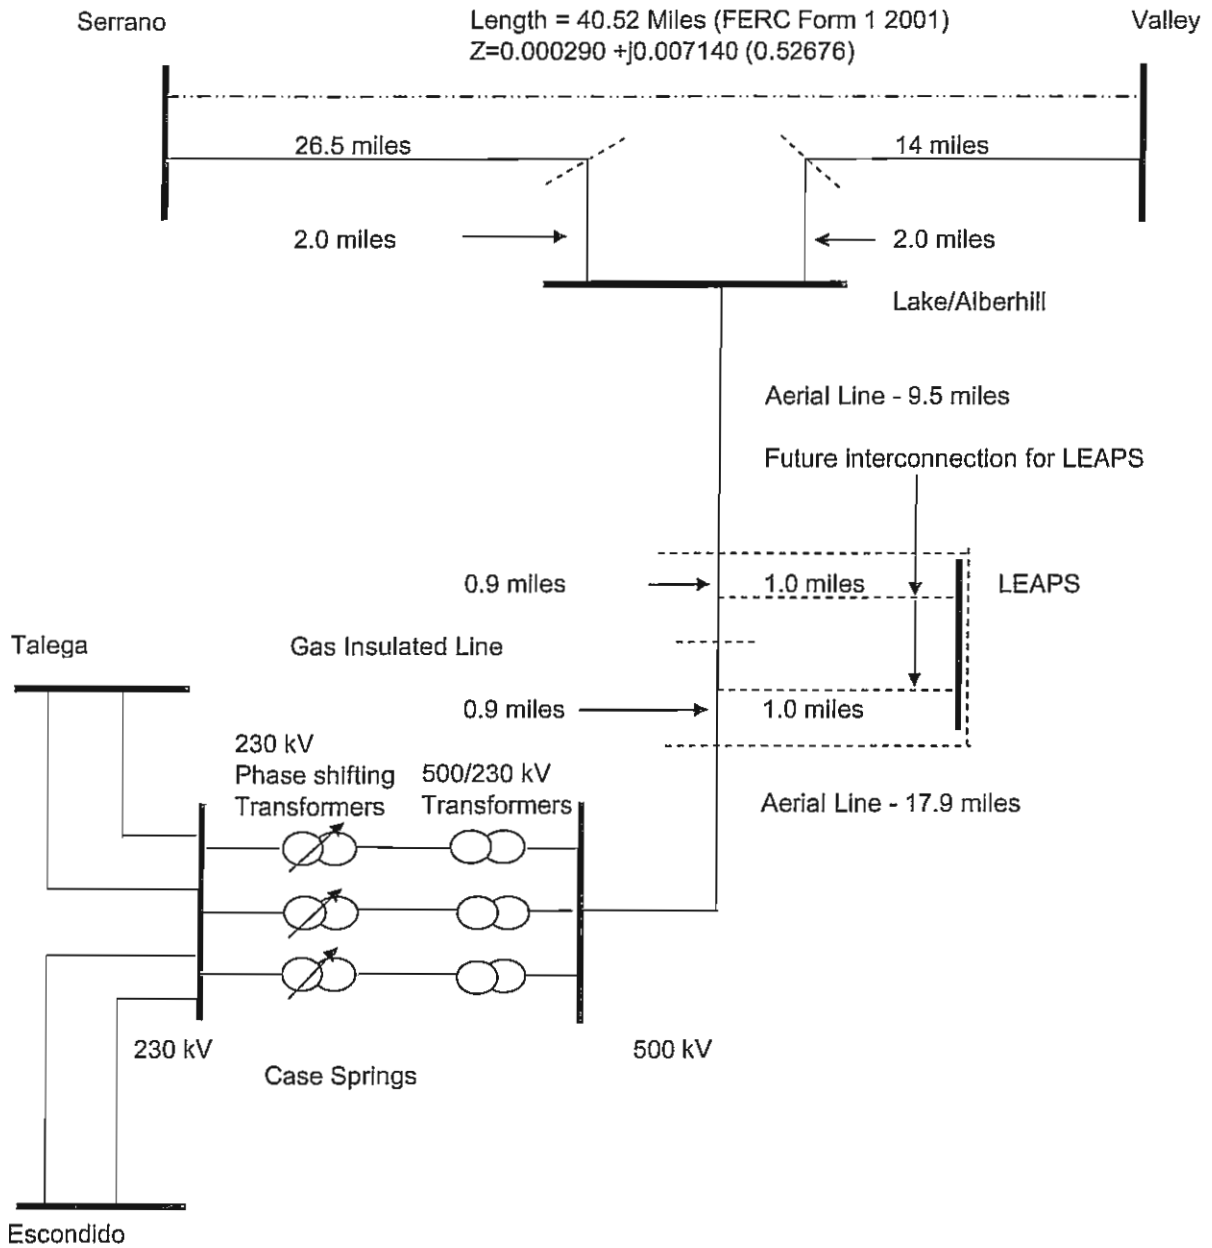 Serrano
Length = 40.52 Miles (FERC Form 1 2001)
Z=0.000290 +j0.007140 (0.52676)
Valley
26.5 miles
14 miles
2.0 miles
2.0 miles
Lake/Alberhill
Aerial Line - 9.5 miles
Future interconnection for LEAPS
0.9 miles
1.0 miles
LEAPS
Talega
Gas Insulated Line
0.9 miles
1.0 miles
230 kV
Phase shifting
Transformers
500/230 kV
Transformers
Aerial Line - 17.9 miles
230 kV
500 kV
Case Springs
Escondido